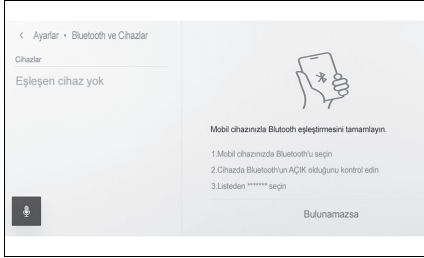 < Ayarlar • Bluetooth ve Cihazlar
Cihazlar
Eşleşen cihaz yok
Mobil cihazınızla Blutooth eşleştirmesini tamamlayın.
1.Mobil cihazınızda Bluetooth'u seçin
2.Cihazda Bluetooth'un AÇIK olduğunu kontrol edin
3.Listeden ******* seçin
Bulunamazsa